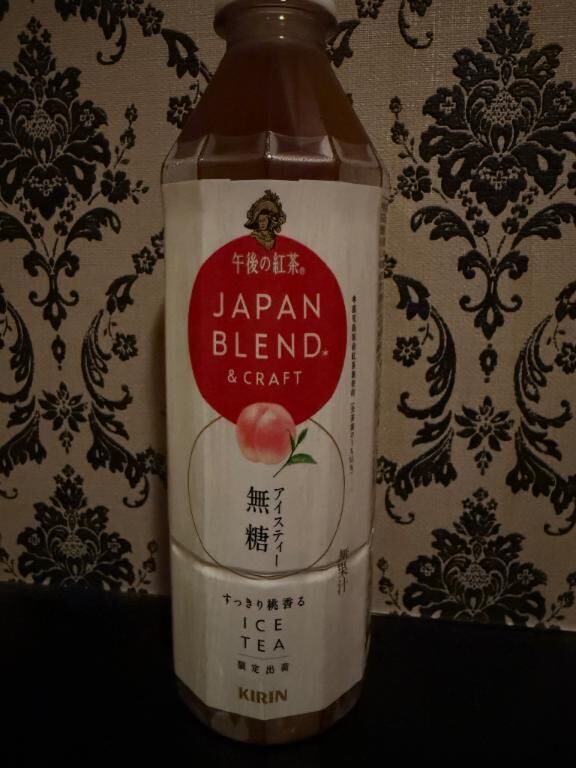 午後の紅茶®
JAPAN
BLEND*
& CRAFT
アイスティー
無糖
無果汁
すっきり桃香る
ICE
TEA
限定出荷
KIRIN